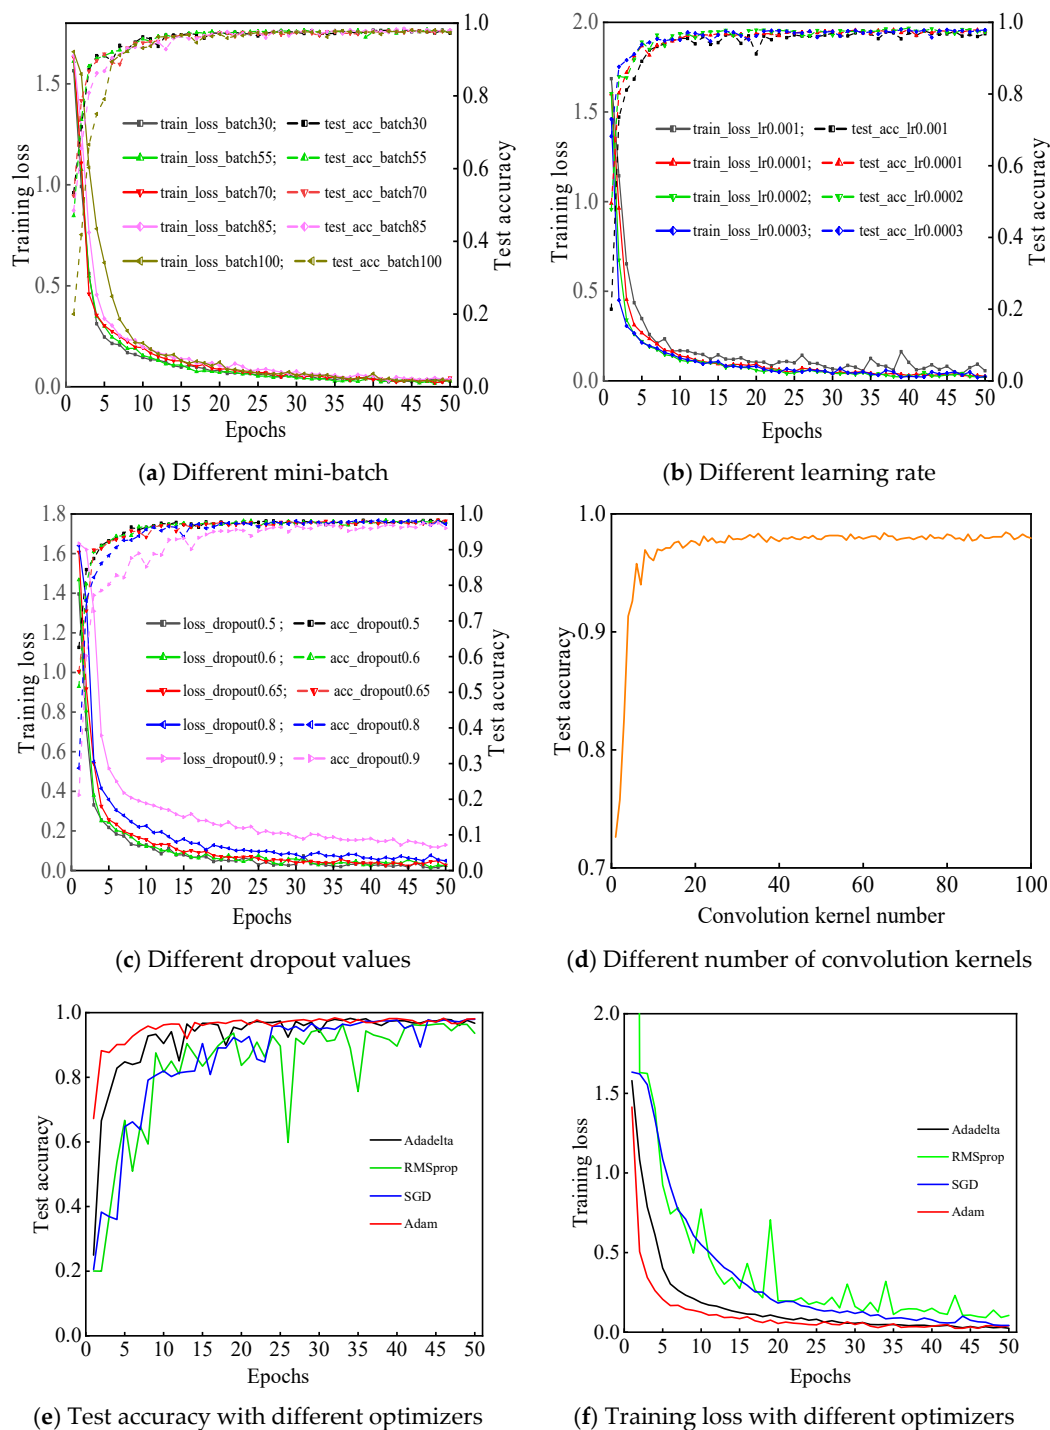 Training loss
Test accuracy
0.0
0.5
1.0
1.5
0.0
0.2
0.4
0.6
0.8
1.0
train_loss_batch30; test_acc_batch30
train_loss_batch55; test_acc_batch55
train_loss_batch70; test_acc_batch70
train_loss_batch85; test_acc_batch85
train_loss_batch100; test_acc_batch100
0 5 10 15 20 25 30 35 40 45 50
Epochs
(a) Different mini-batch
Training loss
Test accuracy
2.0
1.5
1.0
0.5
0.0
1.0
0.8
0.6
0.4
0.2
0.0
train_loss_lr0.001; test_acc_lr0.001
train_loss_lr0.0001; test_acc_lr0.0001
train_loss_lr0.0002; test_acc_lr0.0002
train_loss_lr0.0003; test_acc_lr0.0003
0 5 10 15 20 25 30 35 40 45 50
Epochs
(b) Different learning rate
Training loss
Test accuracy
1.8
1.6
1.4
1.2
1.0
0.8
0.6
0.4
0.2
0.0
1.0
0.9
0.8
0.7
0.6
0.5
0.4
0.3
0.2
0.1
0.0
loss_dropout0.5 ; acc_dropout0.5
loss_dropout0.6 ; acc_dropout0.6
loss_dropout0.65; acc_dropout0.65
loss_dropout0.8 ; acc_dropout0.8
loss_dropout0.9 ; acc_dropout0.9
0 5 10 15 20 25 30 35 40 45 50
Epochs
(c) Different dropout values
Test accuracy
1.0
0.9
0.8
0.7
0 20 40 60 80 100
Convolution kernel number
(d) Different number of convolution kernels
Test accuracy
1.0
0.8
0.6
0.4
0.2
0.0
Adadelta
RMSprop
SGD
Adam
0 5 10 15 20 25 30 35 40 45 50
Epochs
(e) Test accuracy with different optimizers
Training loss
2.0
1.5
1.0
0.5
0.0
Adadelta
RMSprop
SGD
Adam
0 5 10 15 20 25 30 35 40 45 50
Epochs
(f) Training loss with different optimizers